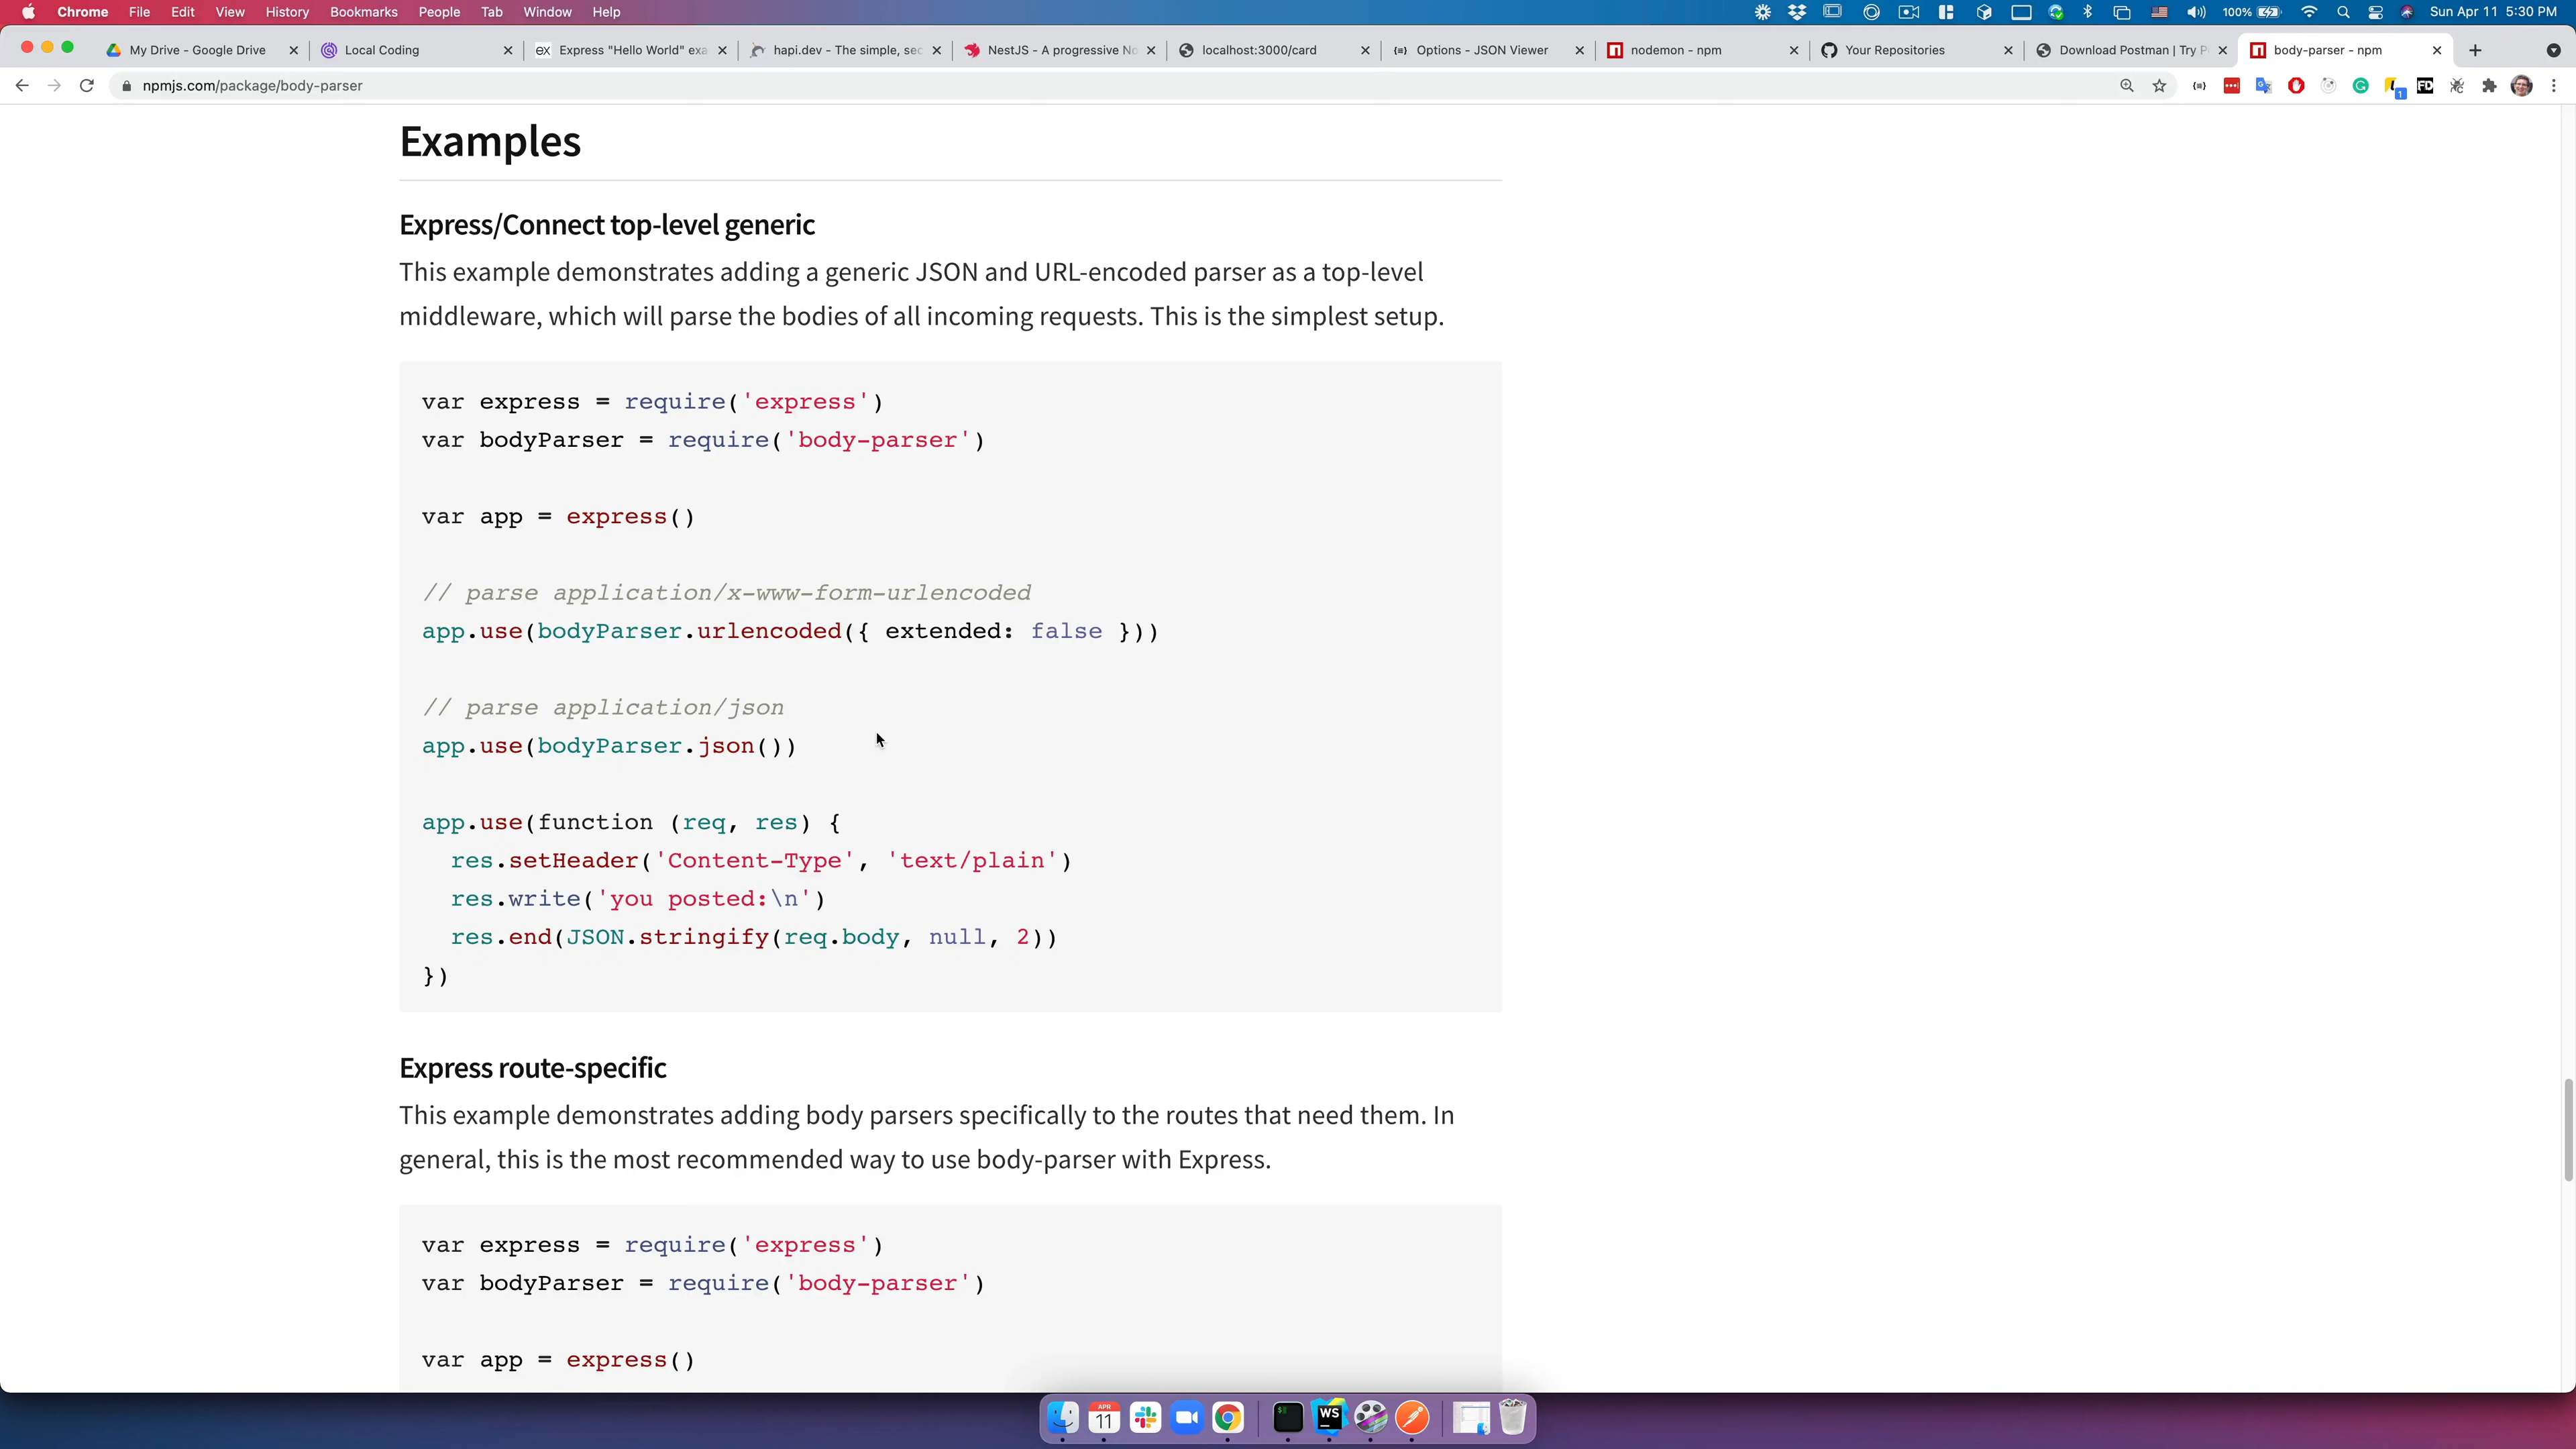 Chrome File Edit View History Bookmarks People Tab Window Help 100% Sun Apr 11 5:30 PM
My Drive - Google Drive Local Coding Express "Hello World" exa hapi.dev - The simple, sec NestJS - A progressive No localhost:3000/card Options - JSON Viewer nodemon - npm Your Repositories Download Postman | Try P body-parser - npm
npmjs.com/package/body-parser
Examples
Express/Connect top-level generic
This example demonstrates adding a generic JSON and URL-encoded parser as a top-level
middleware, which will parse the bodies of all incoming requests. This is the simplest setup.
var express = require('express')
var bodyParser = require('body-parser')
var app = express()
// parse application/x-www-form-urlencoded
app.use(bodyParser.urlencoded({ extended: false }))
// parse application/json
app.use(bodyParser.json())
app.use(function (req, res) {
  res.setHeader('Content-Type', 'text/plain')
  res.write('you posted:\n')
  res.end(JSON.stringify(req.body, null, 2))
})
Express route-specific
This example demonstrates adding body parsers specifically to the routes that need them. In
general, this is the most recommended way to use body-parser with Express.
var express = require('express')
var bodyParser = require('body-parser')
var app = express()
APR
11
WS